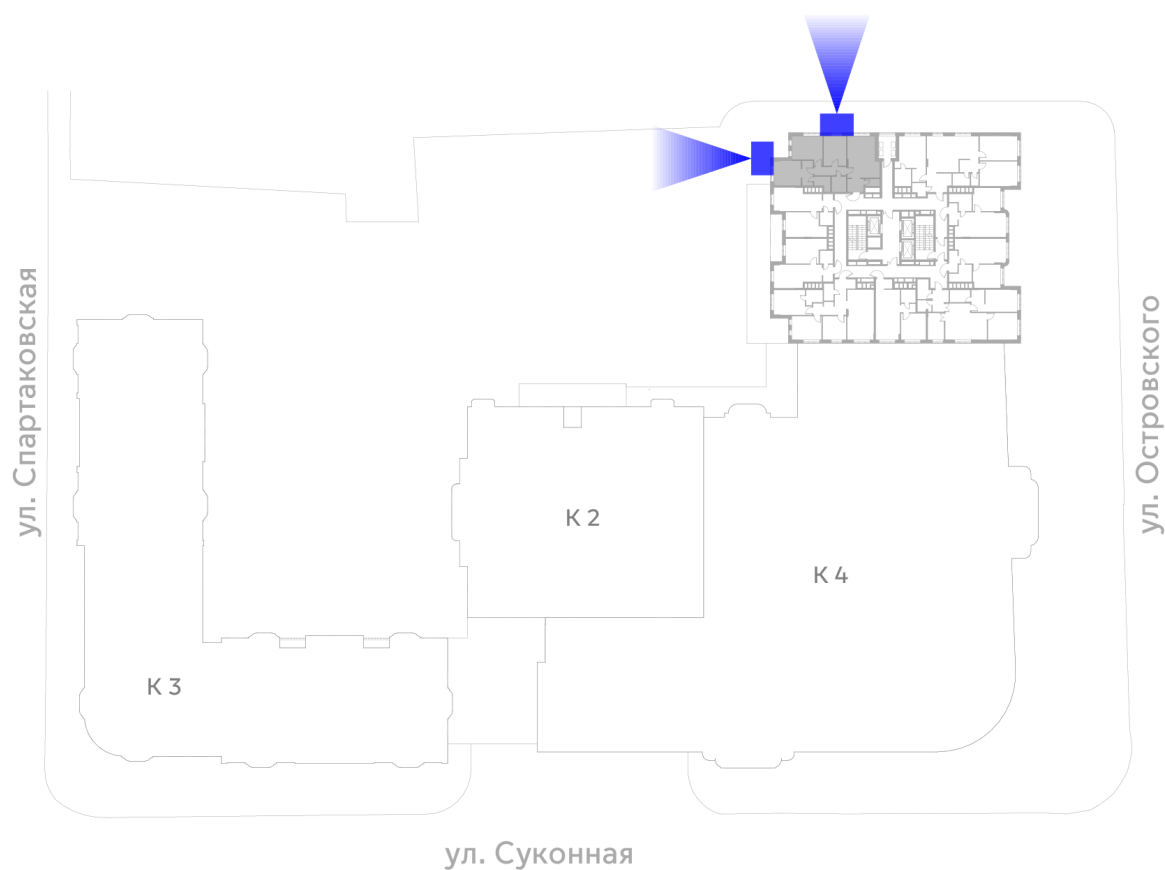 ул. Спартаковская
ул. Островского
К 2
К 4
К 3
ул. Суконная